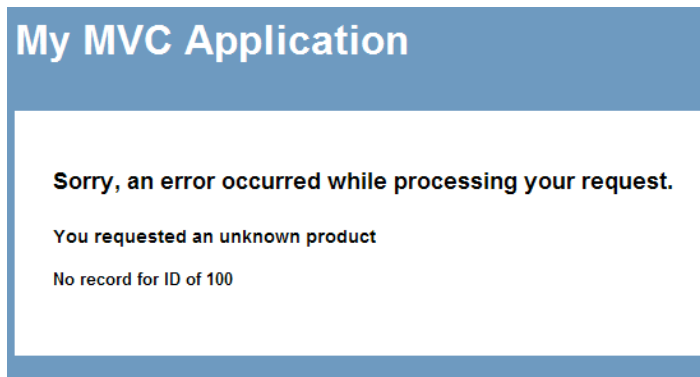 My MVC Application
Sorry, an error occurred while processing your request.
You requested an unknown product
No record for ID of 100